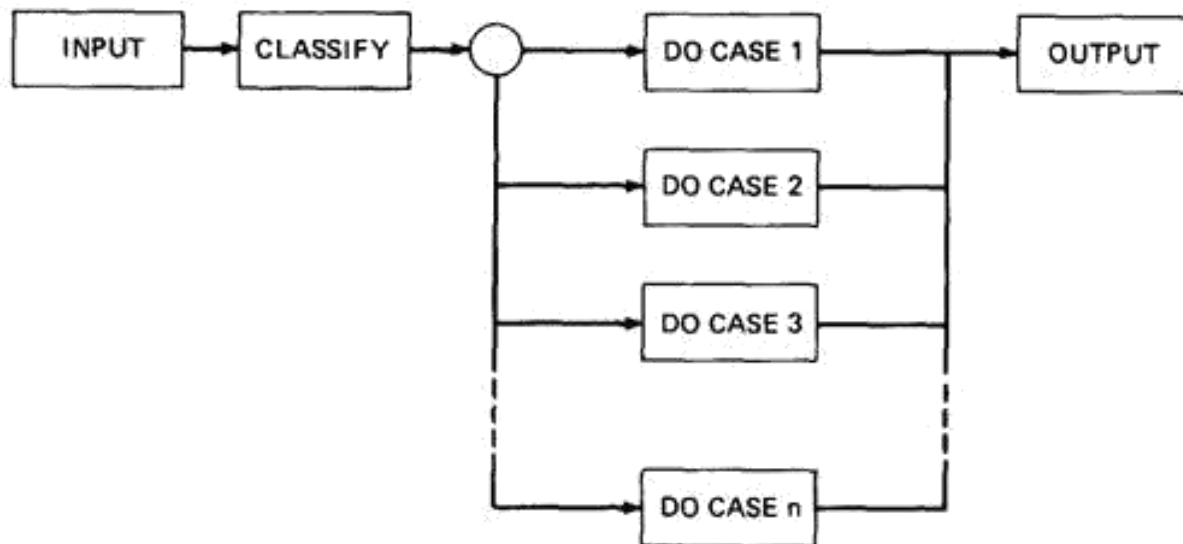 INPUT
CLASSIFY
DO CASE 1
OUTPUT
DO CASE 2
DO CASE 3
DO CASE n